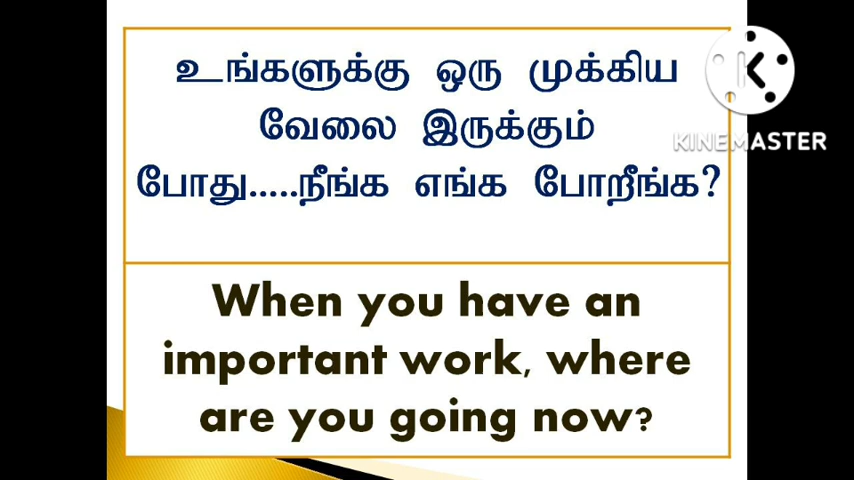 உங்களுக்கு ஒரு முக்கிய
வேலை இருக்கும்
போது.....நீங்க எங்க போறீங்க?
KINEMASTER
When you have an
important work, where
are you going now?